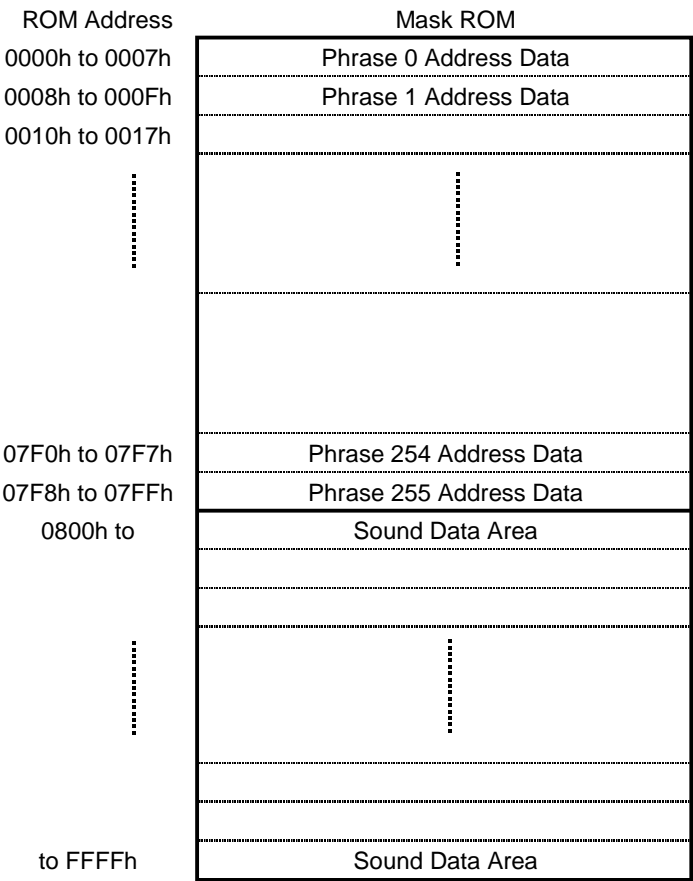 ROM Address Mask ROM
0000h to 0007h Phrase 0 Address Data
0008h to 000Fh Phrase 1 Address Data
0010h to 0017h
07F0h to 07F7h Phrase 254 Address Data
07F8h to 07FFh Phrase 255 Address Data
0800h to Sound Data Area
to FFFFh Sound Data Area